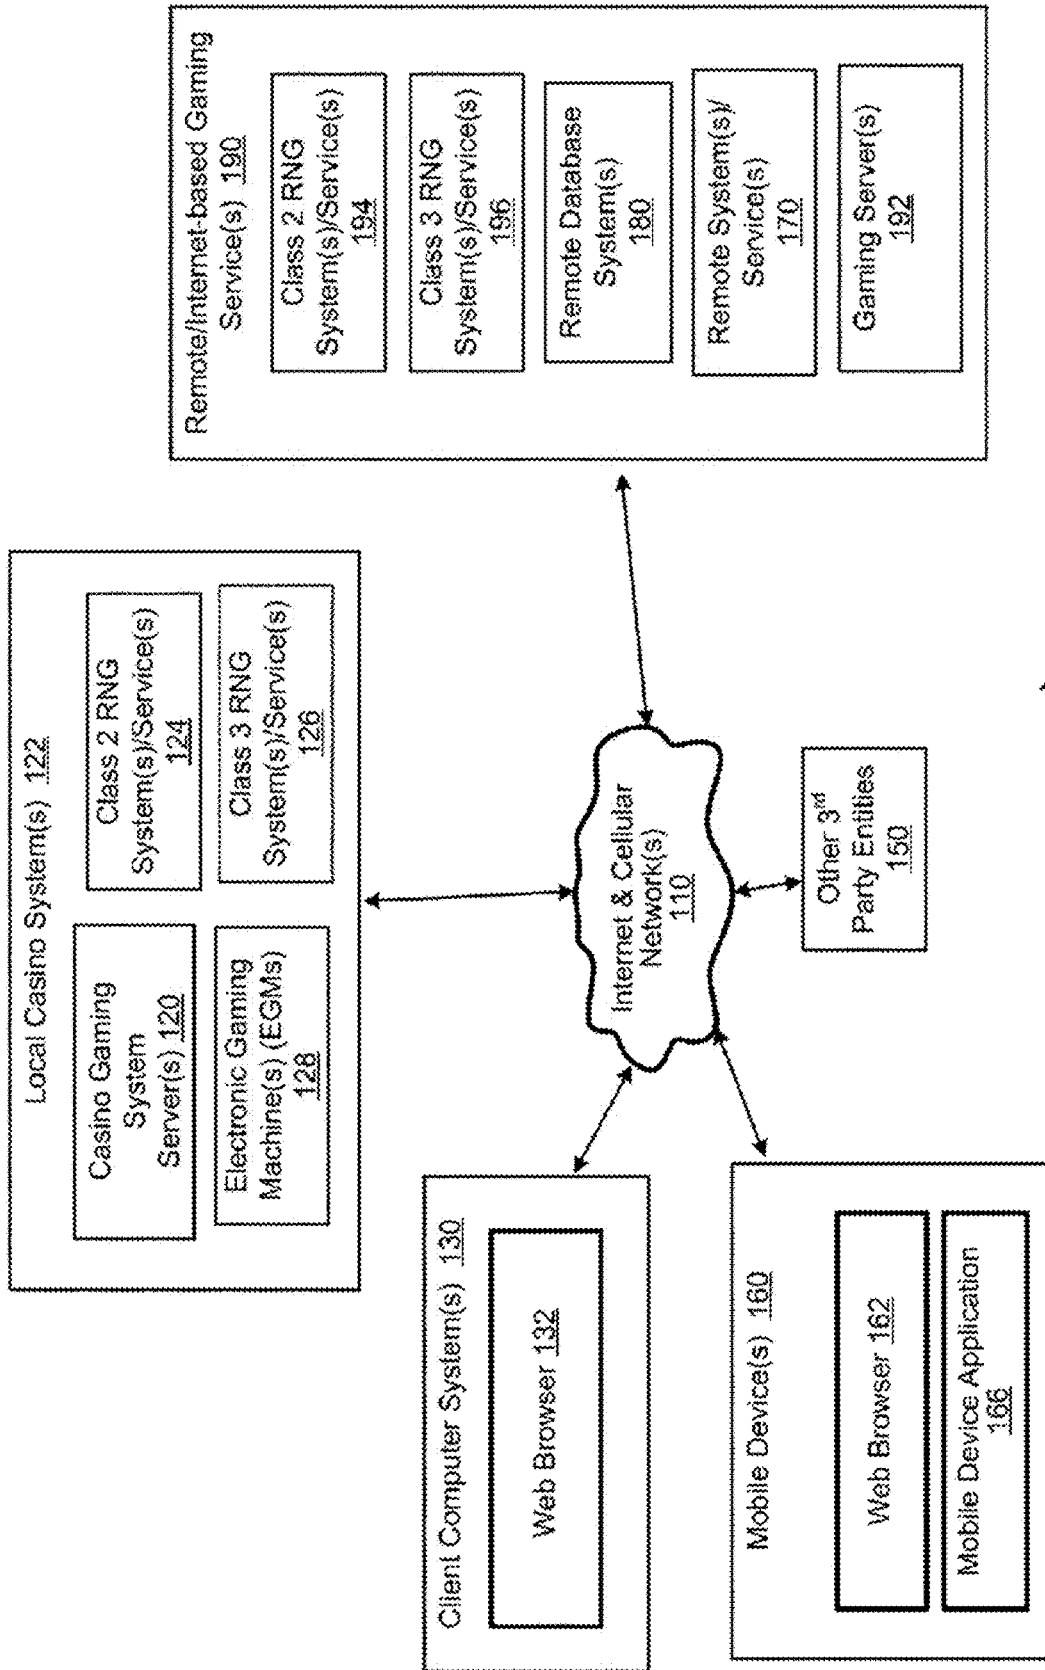 Local Casino System(s) 122
Casino Gaming
System
Server(s) 120
Class 2 RNG
System(s)/Service(s)
124
Electronic Gaming
Machine(s) (EGMs)
128
Class 3 RNG
System(s)/Service(s)
126
Client Computer System(s) 130
Web Browser 132
Internet & Cellular
Network(s)
110
Mobile Device(s) 160
Web Browser 162
Mobile Device Application
166
Other 3rd
Party Entities
150
Remote/Internet-based Gaming
Service(s) 190
Class 2 RNG
System(s)/Service(s)
194
Class 3 RNG
System(s)/Service(s)
196
Remote Database
System(s)
180
Remote System(s)/
Service(s)
170
Gaming Server(s)
192